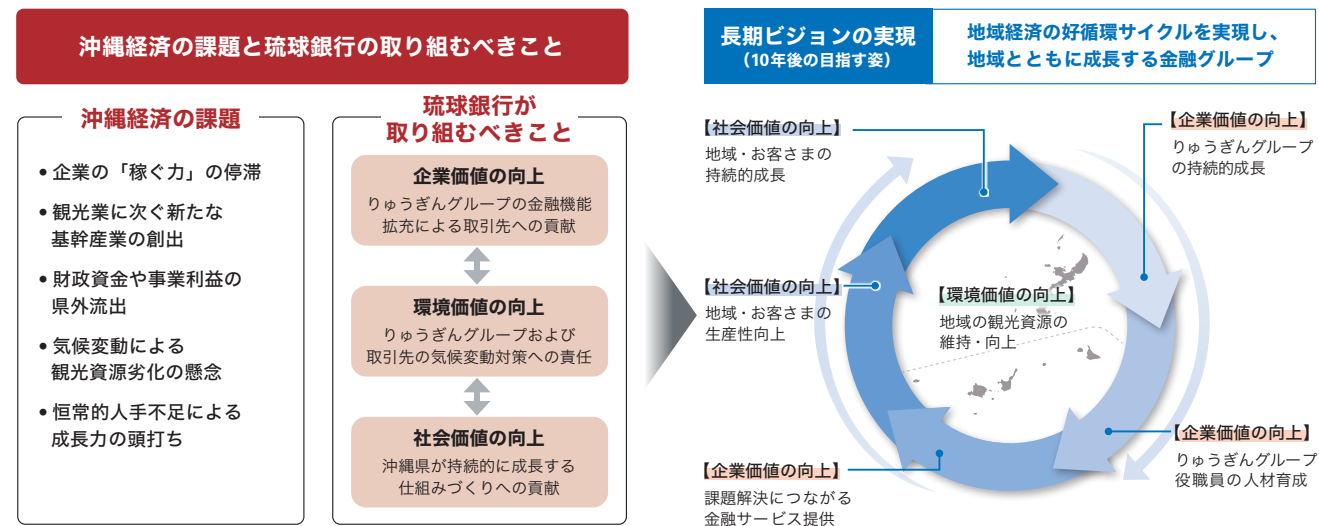 沖縄経済の課題と琉球銀行の取り組むべきこと
沖縄経済の課題
• 企業の「稼ぐ力」の停滞
• 観光業に次ぐ新たな
基幹産業の創出
• 財政資金や事業利益の
県外流出
• 気候変動による
観光資源劣化の懸念
• 恒常的人手不足による
成長力の頭打ち
琉球銀行が
取り組むべきこと
企業価値の向上
りゅうぎんグループの金融機能
拡充による取引先への貢献
環境価値の向上
りゅうぎんグループおよび
取引先の気候変動対策への責任
社会価値の向上
沖縄県が持続的に成長する
仕組みづくりへの貢献
長期ビジョンの実現
（10年後の目指す姿）
地域経済の好循環サイクルを実現し、
地域とともに成長する金融グループ
【社会価値の向上】
地域・お客さまの
持続的成長
【企業価値の向上】
りゅうぎんグループ
の持続的成長
【社会価値の向上】
地域・お客さまの
生産性向上
【環境価値の向上】
地域の観光資源の
維持・向上
【企業価値の向上】
課題解決につながる
金融サービス提供
【企業価値の向上】
りゅうぎんグループ
役職員の人材育成